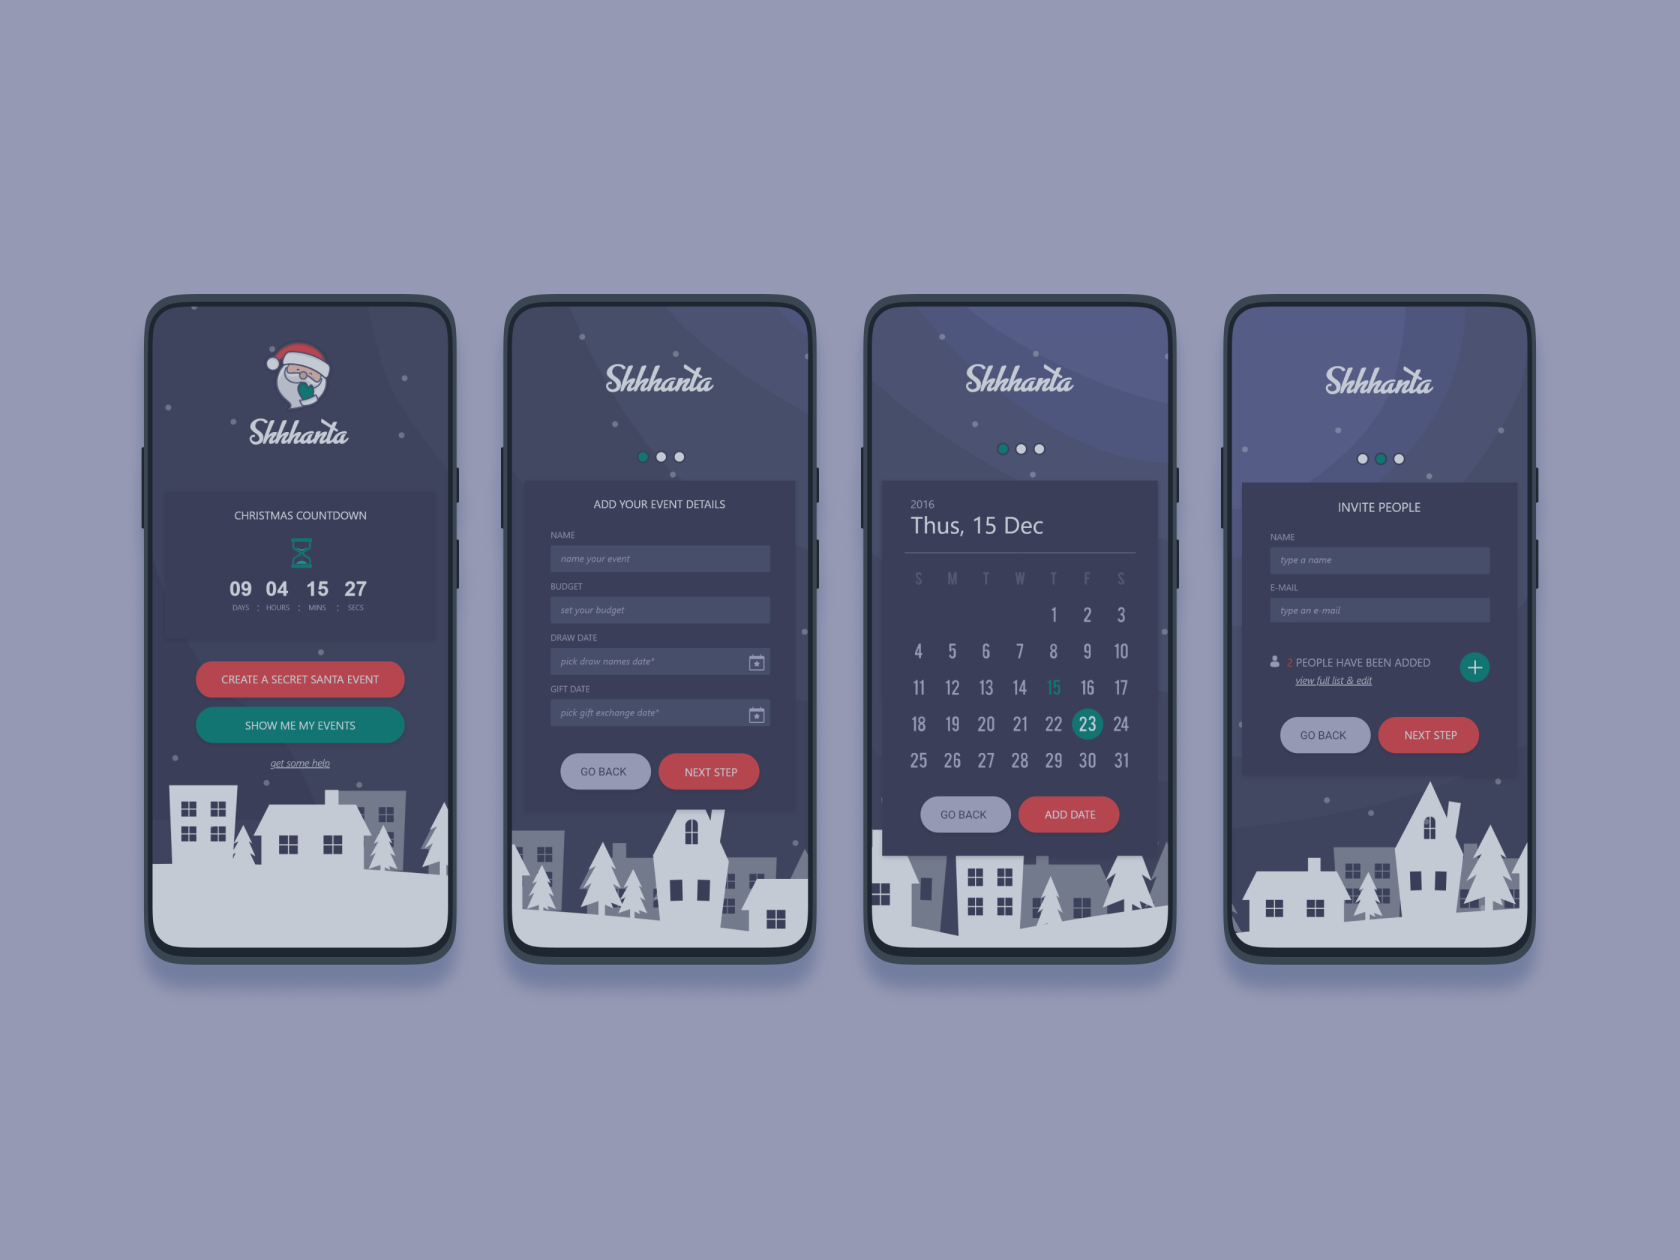 Shhhanta
CHRISTMAS COUNTDOWN
09 04 15 27
DAYS : HOURS : MINS : SECS
CREATE A SECRET SANTA EVENT
SHOW ME MY EVENTS
get some help
Shhhanta
ADD YOUR EVENT DETAILS
NAME
name your event
BUDGET
set your budget
DRAW DATE
pick draw names date*
GIFT DATE
pick gift exchange date*
GO BACK NEXT STEP
Shhhanta
2016
Thus, 15 Dec
S M T W T F S
1 2 3
4 5 6 7 8 9 10
11 12 13 14 15 16 17
18 19 20 21 22 23 24
25 26 27 28 29 30 31
GO BACK ADD DATE
Shhhanta
INVITE PEOPLE
NAME
type a name
E-MAIL
type an e-mail
2 PEOPLE HAVE BEEN ADDED
view full list & edit
GO BACK NEXT STEP